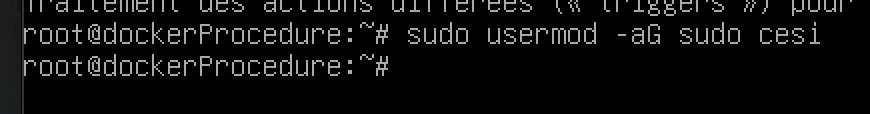 Traitement des actions différées (« triggers ») pour
root@dockerProcedure:~# sudo usermod -aG sudo cesi
root@dockerProcedure:~#